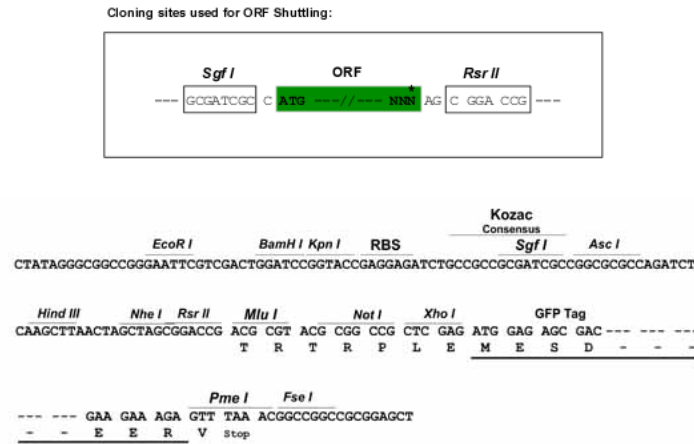 Cloning sites used for ORF Shuttling:
Sgf I ORF Rsr II
--- GCGATCGC C ATG ---//--- NNN* AG C GGA CCG ---
Kozac
Consensus
EcoR I BamH I Kpn I RBS Sgf I Asc I
CTATAGGGCGGCCGGGAATTCGTCGACTGGATCCGGTACCGAGGAGATCTGCCGCCGCGATCGCCGGCGCGCCAGATCT
Hind III Nhe I Rsr II Mlu I Not I Xho I GFP Tag
CAAGCTTAACTAGCTAGCGGACCG ACG CGT ACG CGG CCG CTC GAG ATG GAG AGC GAC--- --- ---
T R T R P L E M E S D - - -
Pme I Fse I
--- --- GAA GAA AGA GTT TAA ACGGCCGGCCGCGGAGCT
- - E E R V Stop